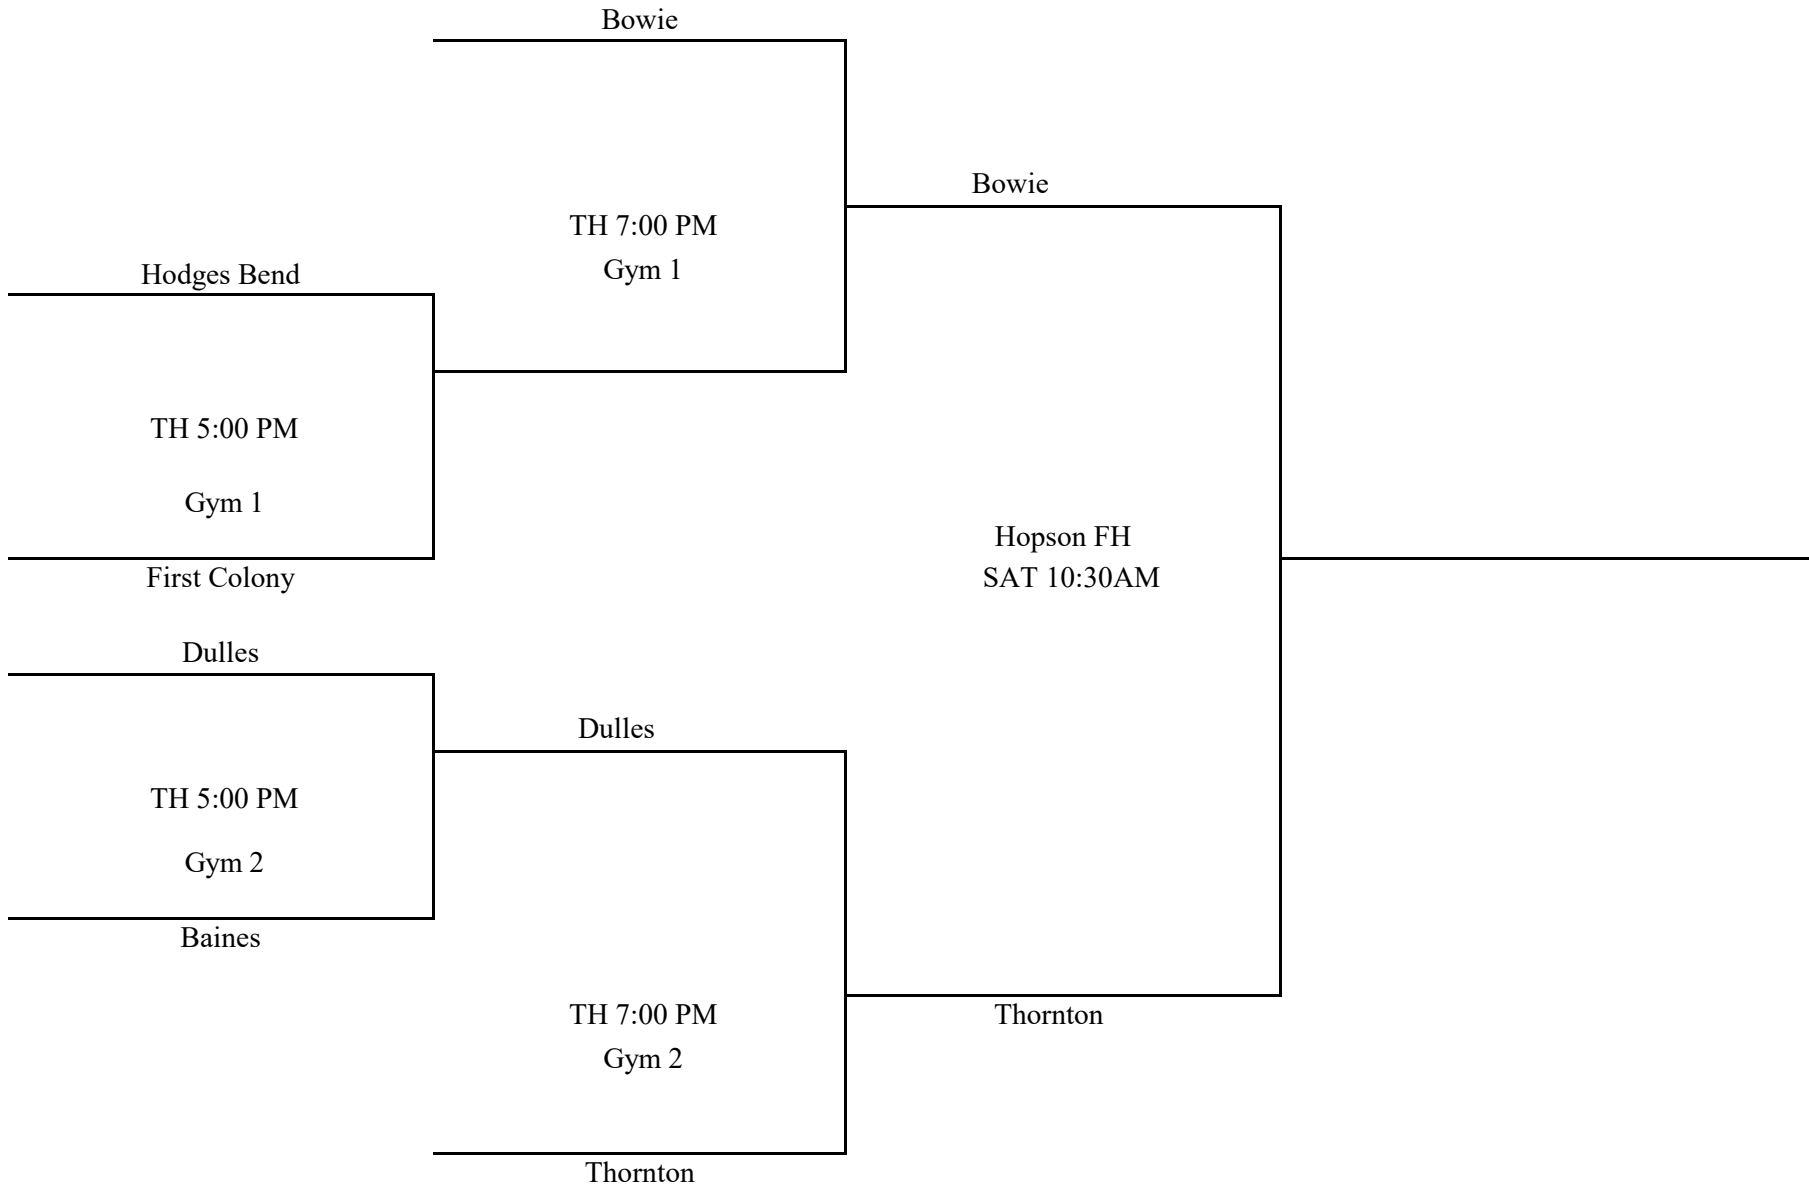 Bowie
Bowie
TH 7:00 PM
Gym 1
Hodges Bend
TH 5:00 PM
Gym 1
Hopson FH
SAT 10:30AM
First Colony
Dulles
Dulles
TH 5:00 PM
Gym 2
Baines
TH 7:00 PM
Gym 2
Thornton
Thornton